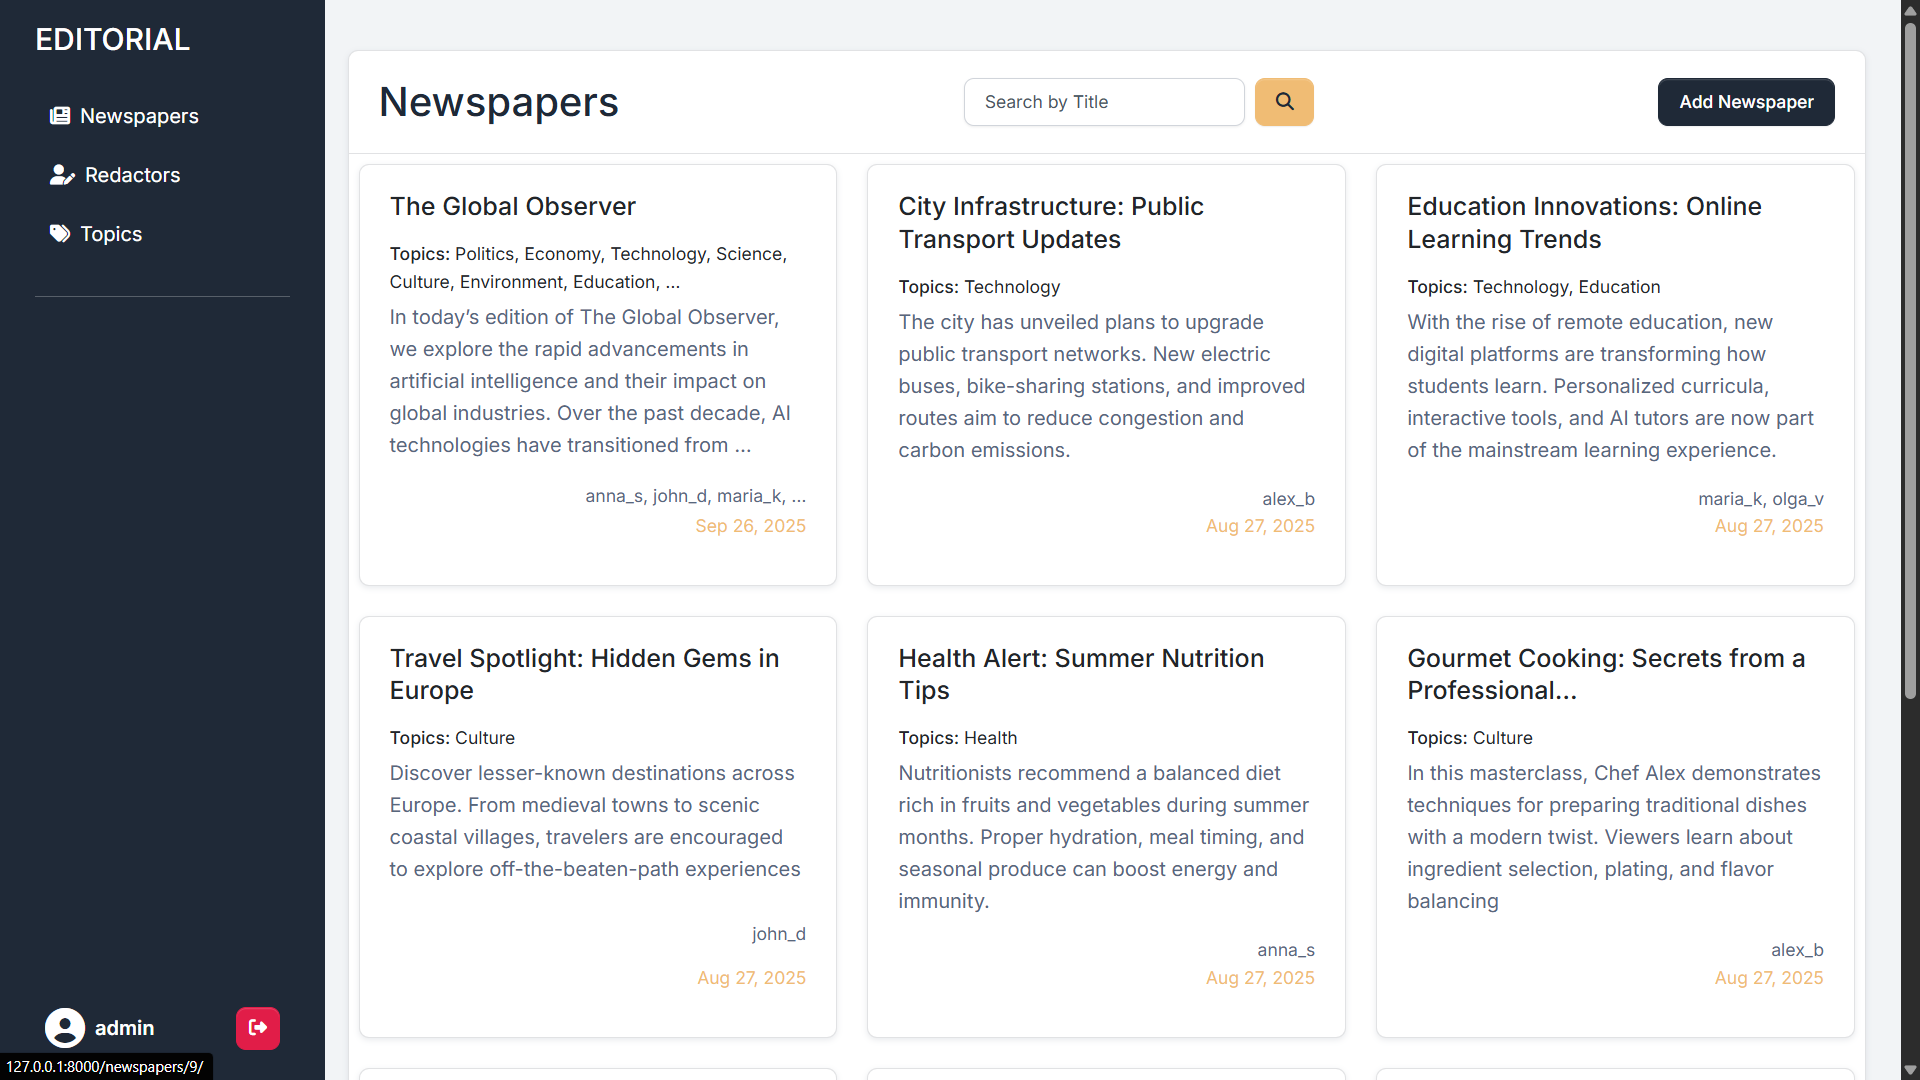 EDITORIAL
Newspapers
Redactors
Topics
Newspapers
Search by Title
Add Newspaper
The Global Observer
Topics: Politics, Economy, Technology, Science,
Culture, Environment, Education, ...
In today’s edition of The Global Observer,
we explore the rapid advancements in
artificial intelligence and their impact on
global industries. Over the past decade, AI
technologies have transitioned from ...
anna_s, john_d, maria_k, ...
Sep 26, 2025
City Infrastructure: Public
Transport Updates
Topics: Technology
The city has unveiled plans to upgrade
public transport networks. New electric
buses, bike-sharing stations, and improved
routes aim to reduce congestion and
carbon emissions.
alex_b
Aug 27, 2025
Education Innovations: Online
Learning Trends
Topics: Technology, Education
With the rise of remote education, new
digital platforms are transforming how
students learn. Personalized curricula,
interactive tools, and AI tutors are now part
of the mainstream learning experience.
maria_k, olga_v
Aug 27, 2025
Travel Spotlight: Hidden Gems in
Europe
Topics: Culture
Discover lesser-known destinations across
Europe. From medieval towns to scenic
coastal villages, travelers are encouraged
to explore off-the-beaten-path experiences
john_d
Aug 27, 2025
Health Alert: Summer Nutrition
Tips
Topics: Health
Nutritionists recommend a balanced diet
rich in fruits and vegetables during summer
months. Proper hydration, meal timing, and
seasonal produce can boost energy and
immunity.
anna_s
Aug 27, 2025
Gourmet Cooking: Secrets from a
Professional...
Topics: Culture
In this masterclass, Chef Alex demonstrates
techniques for preparing traditional dishes
with a modern twist. Viewers learn about
ingredient selection, plating, and flavor
balancing
alex_b
Aug 27, 2025
admin
127.0.0.1:8000/newspapers/9/